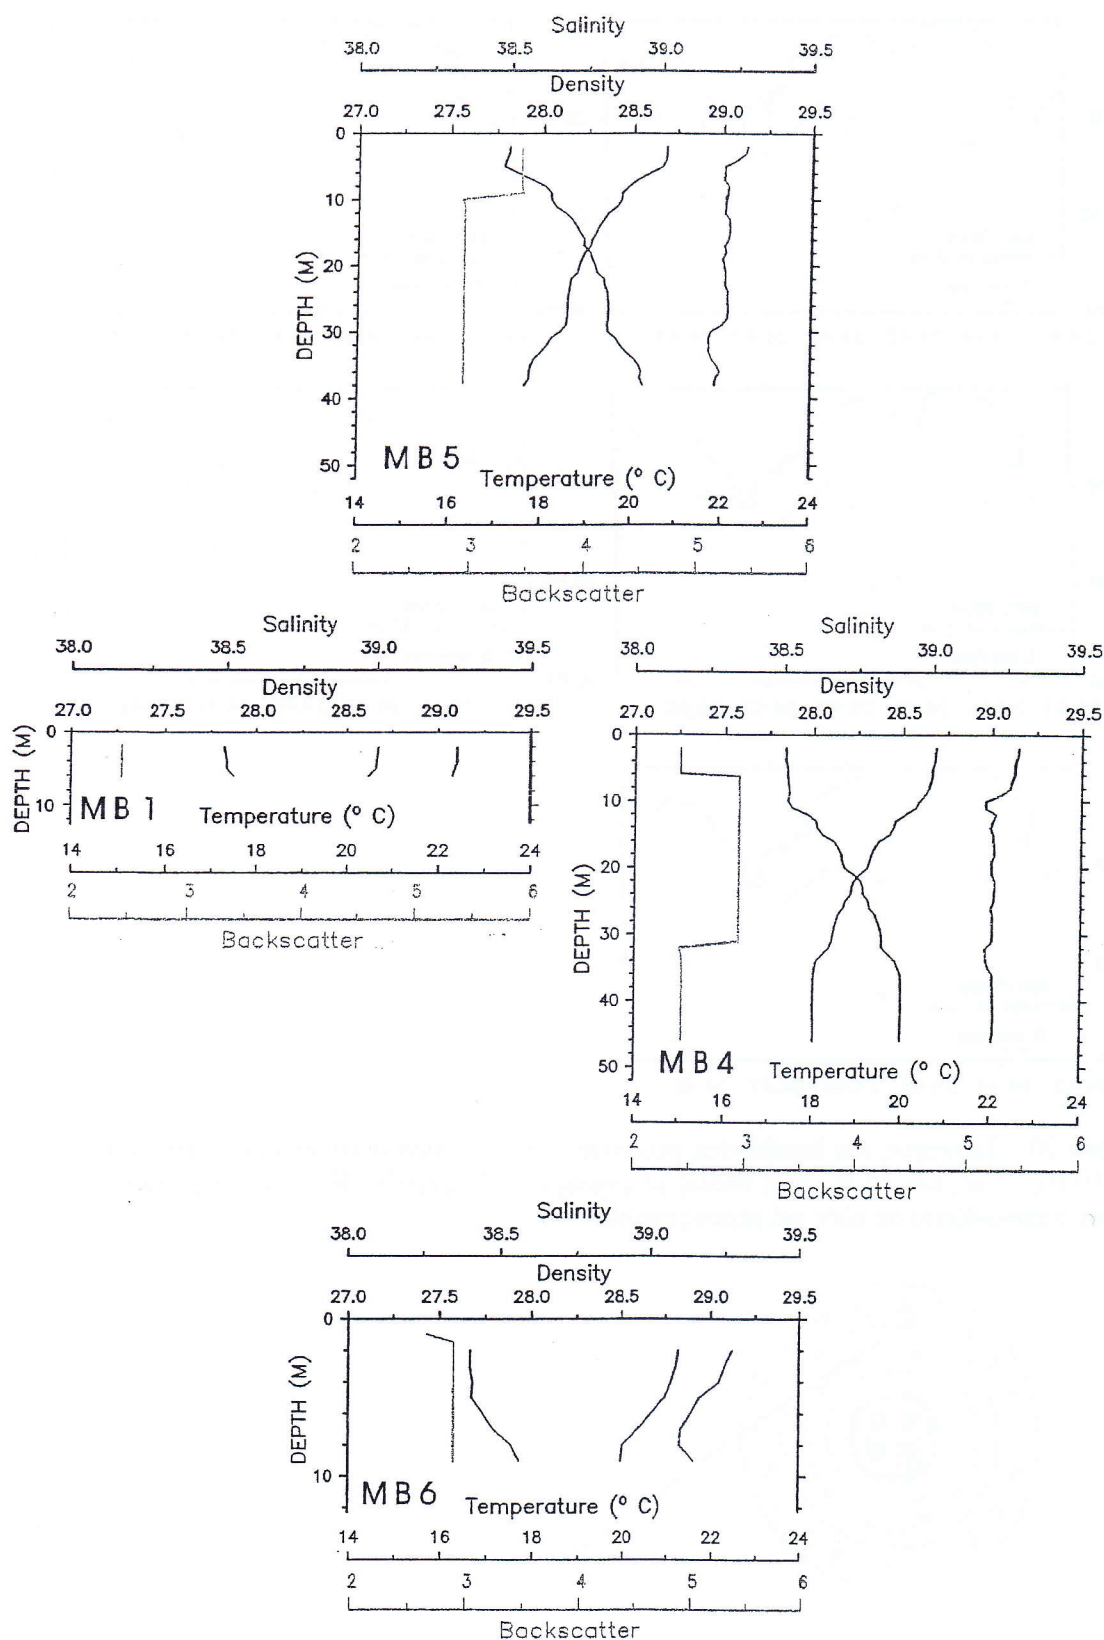 Salinity
38.0 38.5 39.0 39.5
Density
27.0 27.5 28.0 28.5 29.0 29.5
0
10
20
30
40
50
DEPTH (M)
MB5
Temperature (° C)
14 16 18 20 22 24
2 3 4 5 6
Backscatter
Salinity
38.0 38.5 39.0 39.5
Density
27.0 27.5 28.0 28.5 29.0 29.5
0
10
DEPTH (M)
MB1
Temperature (° C)
14 16 18 20 22 24
2 3 4 5 6
Backscatter
Salinity
38.0 38.5 39.0 39.5
Density
27.0 27.5 28.0 28.5 29.0 29.5
0
10
20
30
40
50
DEPTH (M)
MB4
Temperature (° C)
14 16 18 20 22 24
2 3 4 5 6
Backscatter
Salinity
38.0 38.5 39.0 39.5
Density
27.0 27.5 28.0 28.5 29.0 29.5
0
10
DEPTH (M)
MB6
Temperature (° C)
14 16 18 20 22 24
2 3 4 5 6
Backscatter